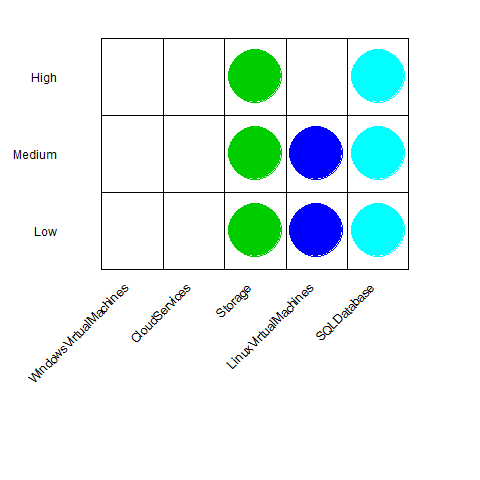 High
Medium
Low
WindowsVirtualMachines
CloudServices
Storage
LinuxVirtualMachines
SQLDatabase